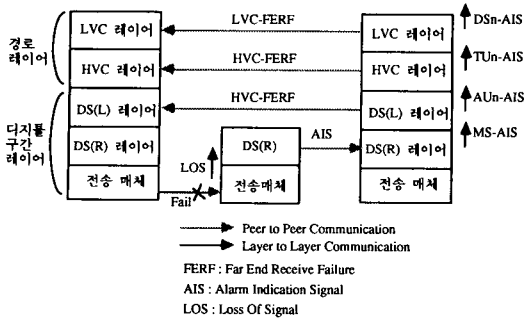 경로
레이어
디지틀
구간
레이어
LVC 레이어
HVC 레이어
DS(L) 레이어
DS(R) 레이어
전송 매체
LVC-FERF
HVC-FERF
HVC-FERF
LOS
Fail
DS(R)
전송매체
AIS
LVC 레이어
HVC 레이어
DS(L) 레이어
DS(R) 레이어
전송 매체
DSn-AIS
TUn-AIS
AUn-AIS
MS-AIS
Peer to Peer Communication
Layer to Layer Communication
FERF : Far End Receive Failure
AIS : Alarm Indication Signal
LOS : Loss Of Signal